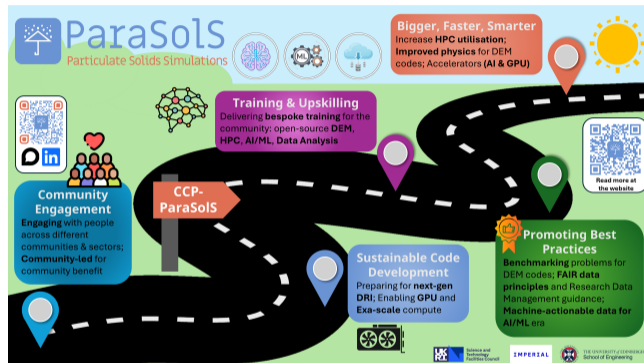 ParaSolS
Particulate Solids Simulations
ML
Bigger, Faster, Smarter
Increase HPC utilisation;
Improved physics for DEM
codes; Accelerators (AI & GPU)
Training & Upskilling
Delivering bespoke training for the
community: open-source DEM,
HPC, AI/ML, Data Analysis
in
Read more at
the website
Community
Engagement
Engaging with people
across different
communities & sectors;
Community-led for
community benefit
CCP-
ParaSolS
Sustainable Code
Development
Preparing for next-gen
DRI; Enabling GPU and
Exa-scale compute
Promoting Best
Practices
Benchmarking problems for
DEM codes; FAIR data
principles and Research Data
Management guidance;
Machine-actionable data for
AI/ML era
Science and
Technology
Facilities Council
IMPERIAL
THE UNIVERSITY of EDINBURGH
School of Engineering